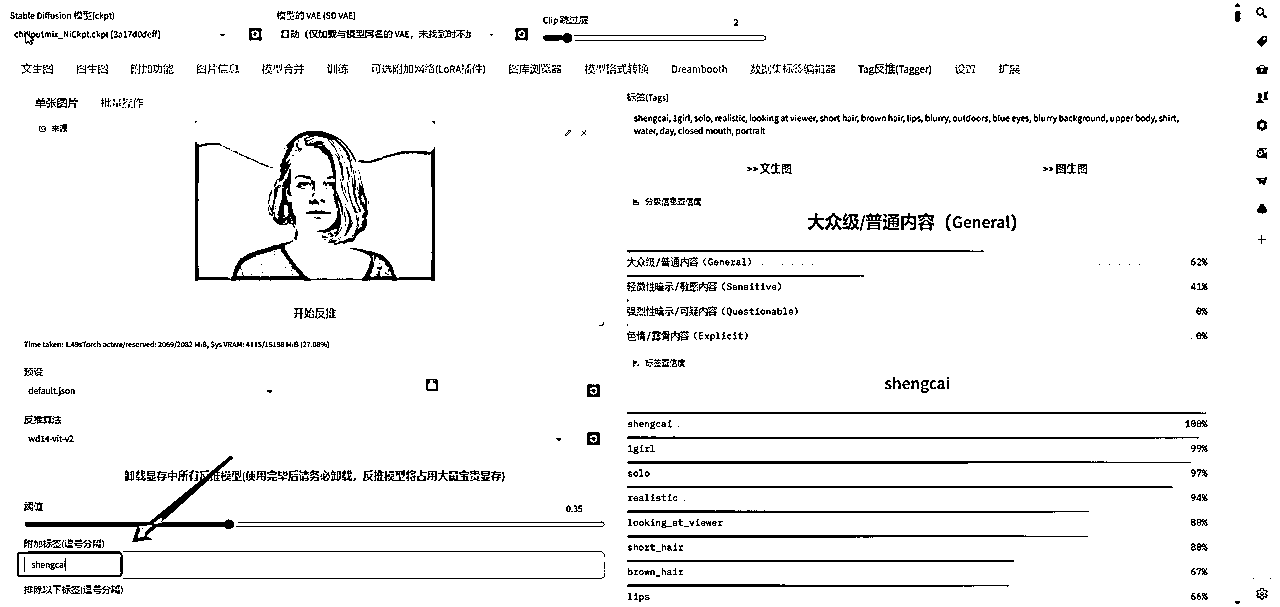 Stable Diffusion 模型(ckpt)
模型的 VAE (SD VAE)
Clip 跳过层
2
chilloutmix_NiCkpt.ckpt [3a17d0deff]
自动（仅加载与模型同名的 VAE，未找到时不加
文生图
图生图
附加功能
图片信息
模型合并
训练
可选附加网络(LoRA插件)
图库浏览器
模型格式转换
Dreambooth
数据集标签编辑器
Tag反推(Tagger)
设置
扩展
单张图片
批量操作
来源
开始反推
Time taken: 1.49sTorch active/reserved: 2069/2082 MiB, Sys VRAM: 4115/15198 MiB (27.08%)
预设
default.json
反推算法
wd14-vit-v2
卸载显存中所有反推模型(使用完毕后请务必卸载，反推模型将占用大量宝贵显存)
阈值
0.35
附加标签(逗号分隔)
shengcai
排除以下标签(逗号分隔)
标签(Tags)
shengcai, 1girl, solo, realistic, looking at viewer, short hair, brown hair, lips, blurry, outdoors, blue eyes, blurry background, upper body, shirt,
water, day, closed mouth, portrait
>>文生图
>>图生图
分级信息置信度
大众级/普通内容（General）
大众级/普通内容（General） 62%
轻微性暗示/敏感内容（Sensitive） 41%
强烈性暗示/可疑内容（Questionable） 0%
色情/露骨内容（Explicit） 0%
标签置信度
shengcai
shengcai 100%
1girl 99%
solo 97%
realistic 94%
looking_at_viewer 80%
short_hair 80%
brown_hair 67%
lips 66%